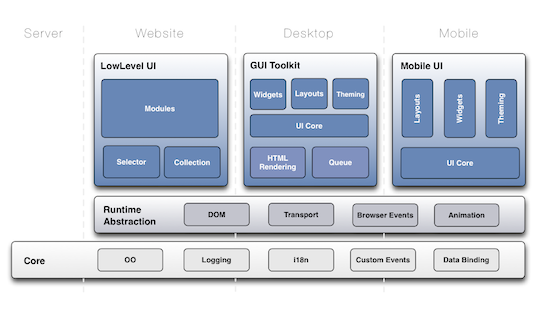 Server Website Desktop Mobile
LowLevel UI
Modules
Selector Collection
GUI Toolkit
Widgets Layouts Theming
UI Core
HTML
Rendering
Queue
Mobile UI
Layouts
Widgets
Theming
UI Core
Runtime
Abstraction
DOM Transport Browser Events Animation
Core OO Logging i18n Custom Events Data Binding